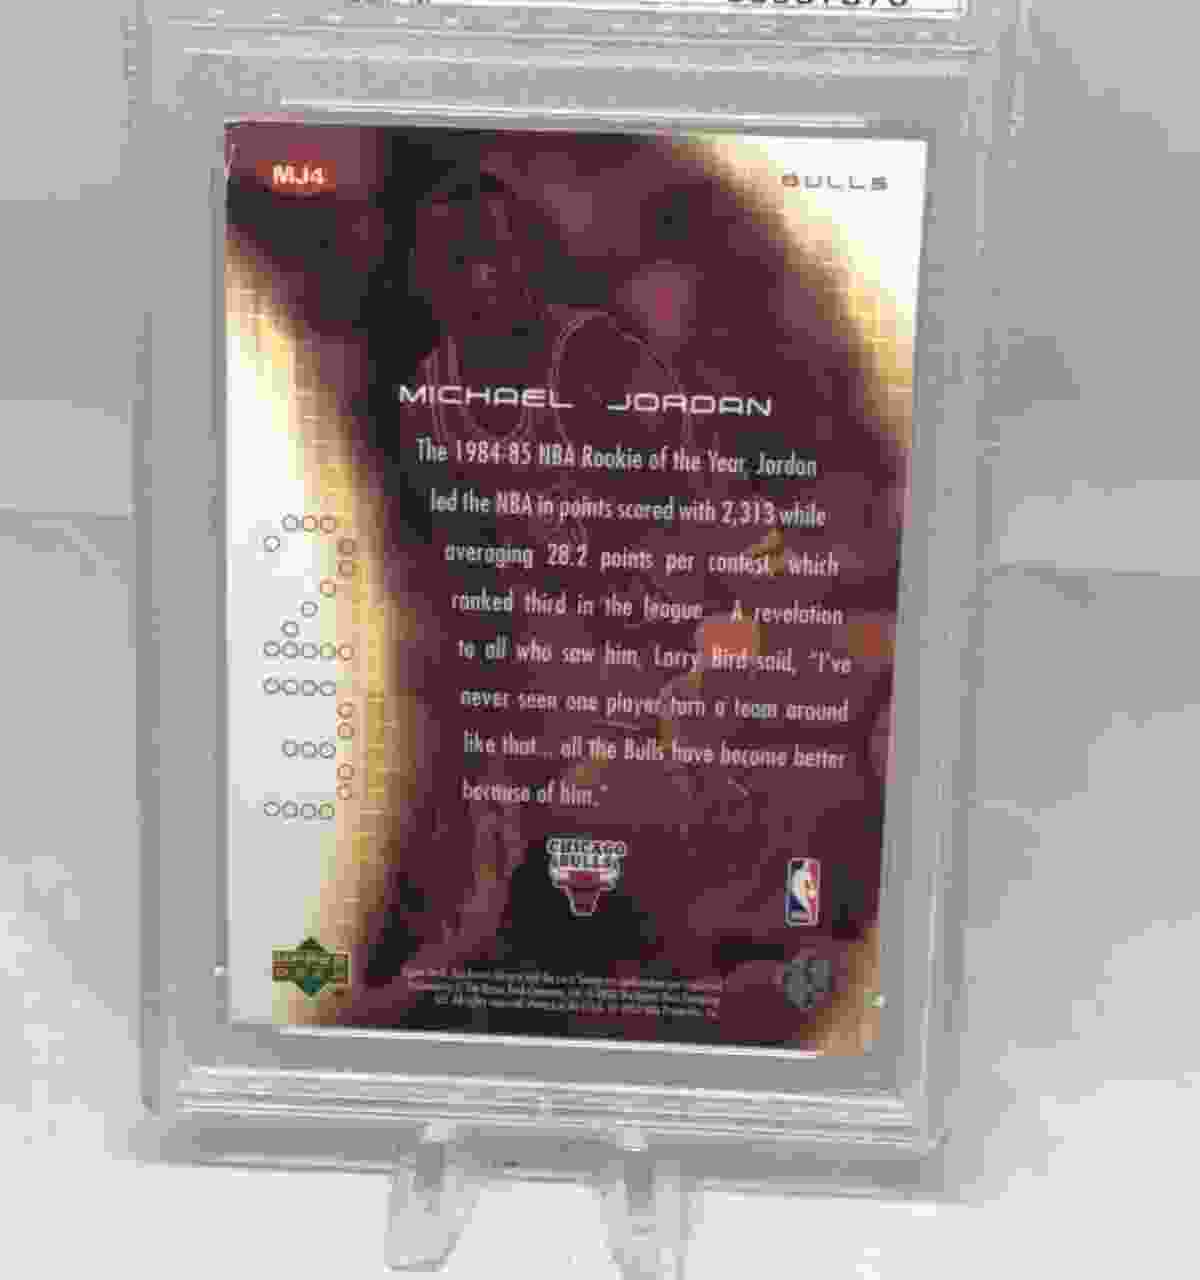 MJ4
BULLS
MICHAEL JORDAN
The 1984-85 NBA Rookie of the Year, Jordan
led the NBA in points scored with 2,313 while
averaging 28.2 points per contest, which
ranked third in the league. A revelation
to all who saw him, Larry Bird said, "I've
never seen one player turn a team around
like that... all the Bulls have become better
because of him."
CHICAGO
BULLS